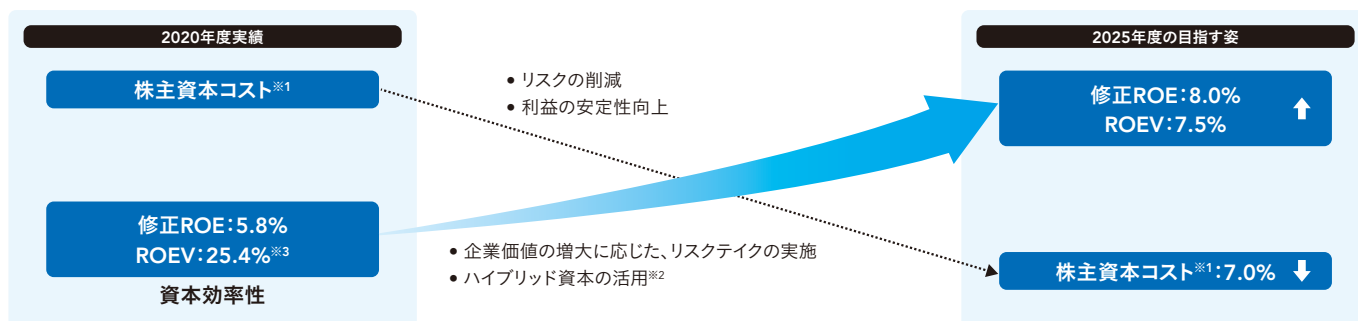 2020年度実績
株主資本コスト※1
修正ROE:5.8%
ROEV:25.4%※3
資本効率性
• リスクの削減
• 利益の安定性向上
• 企業価値の増大に応じた、リスクテイクの実施
• ハイブリッド資本の活用※2
2025年度の目指す姿
修正ROE:8.0%
ROEV:7.5%
株主資本コスト※1:7.0%